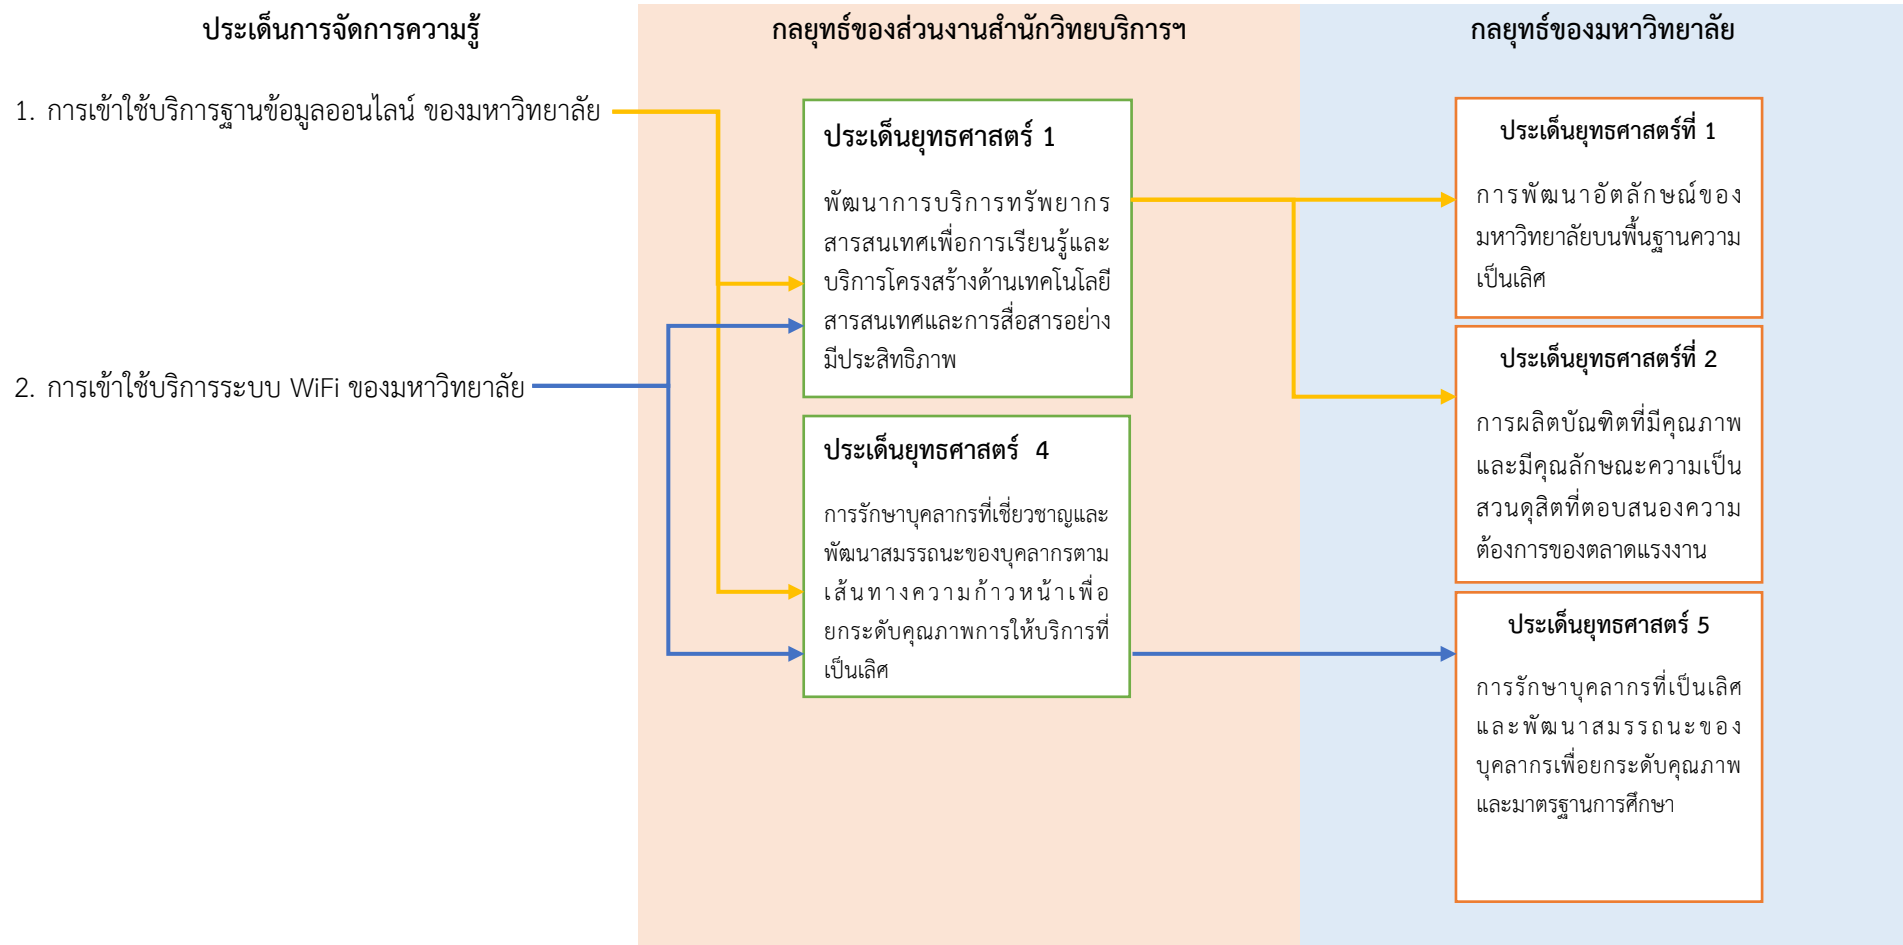 ประเด็นการจัดการความรู้
1. การเข้าใช้บริการฐานข้อมูลออนไลน์ ของมหาวิทยาลัย
2. การเข้าใช้บริการระบบ WiFi ของมหาวิทยาลัย
กลยุทธ์ของส่วนงานสำนักวิทยบริการฯ
ประเด็นยุทธศาสตร์ 1
พัฒนาการบริการทรัพยากร
สารสนเทศเพื่อการเรียนรู้และ
บริการโครงสร้างด้านเทคโนโลยี
สารสนเทศและการสื่อสารอย่าง
มีประสิทธิภาพ
ประเด็นยุทธศาสตร์ 4
การรักษาบุคลากรที่เชี่ยวชาญและ
พัฒนาสมรรถนะของบุคลากรตาม
เส้นทางความก้าวหน้าเพื่อ
ยกระดับคุณภาพการให้บริการที่
เป็นเลิศ
กลยุทธ์ของมหาวิทยาลัย
ประเด็นยุทธศาสตร์ที่ 1
การพัฒนาอัตลักษณ์ของ
มหาวิทยาลัยบนพื้นฐานความ
เป็นเลิศ
ประเด็นยุทธศาสตร์ที่ 2
การผลิตบัณฑิตที่มีคุณภาพ
และมีคุณลักษณะความเป็น
สวนดุสิตที่ตอบสนองความ
ต้องการของตลาดแรงงาน
ประเด็นยุทธศาสตร์ 5
การรักษาบุคลากรที่เป็นเลิศ
และพัฒนาสมรรถนะของ
บุคลากรเพื่อยกระดับคุณภาพ
และมาตรฐานการศึกษา